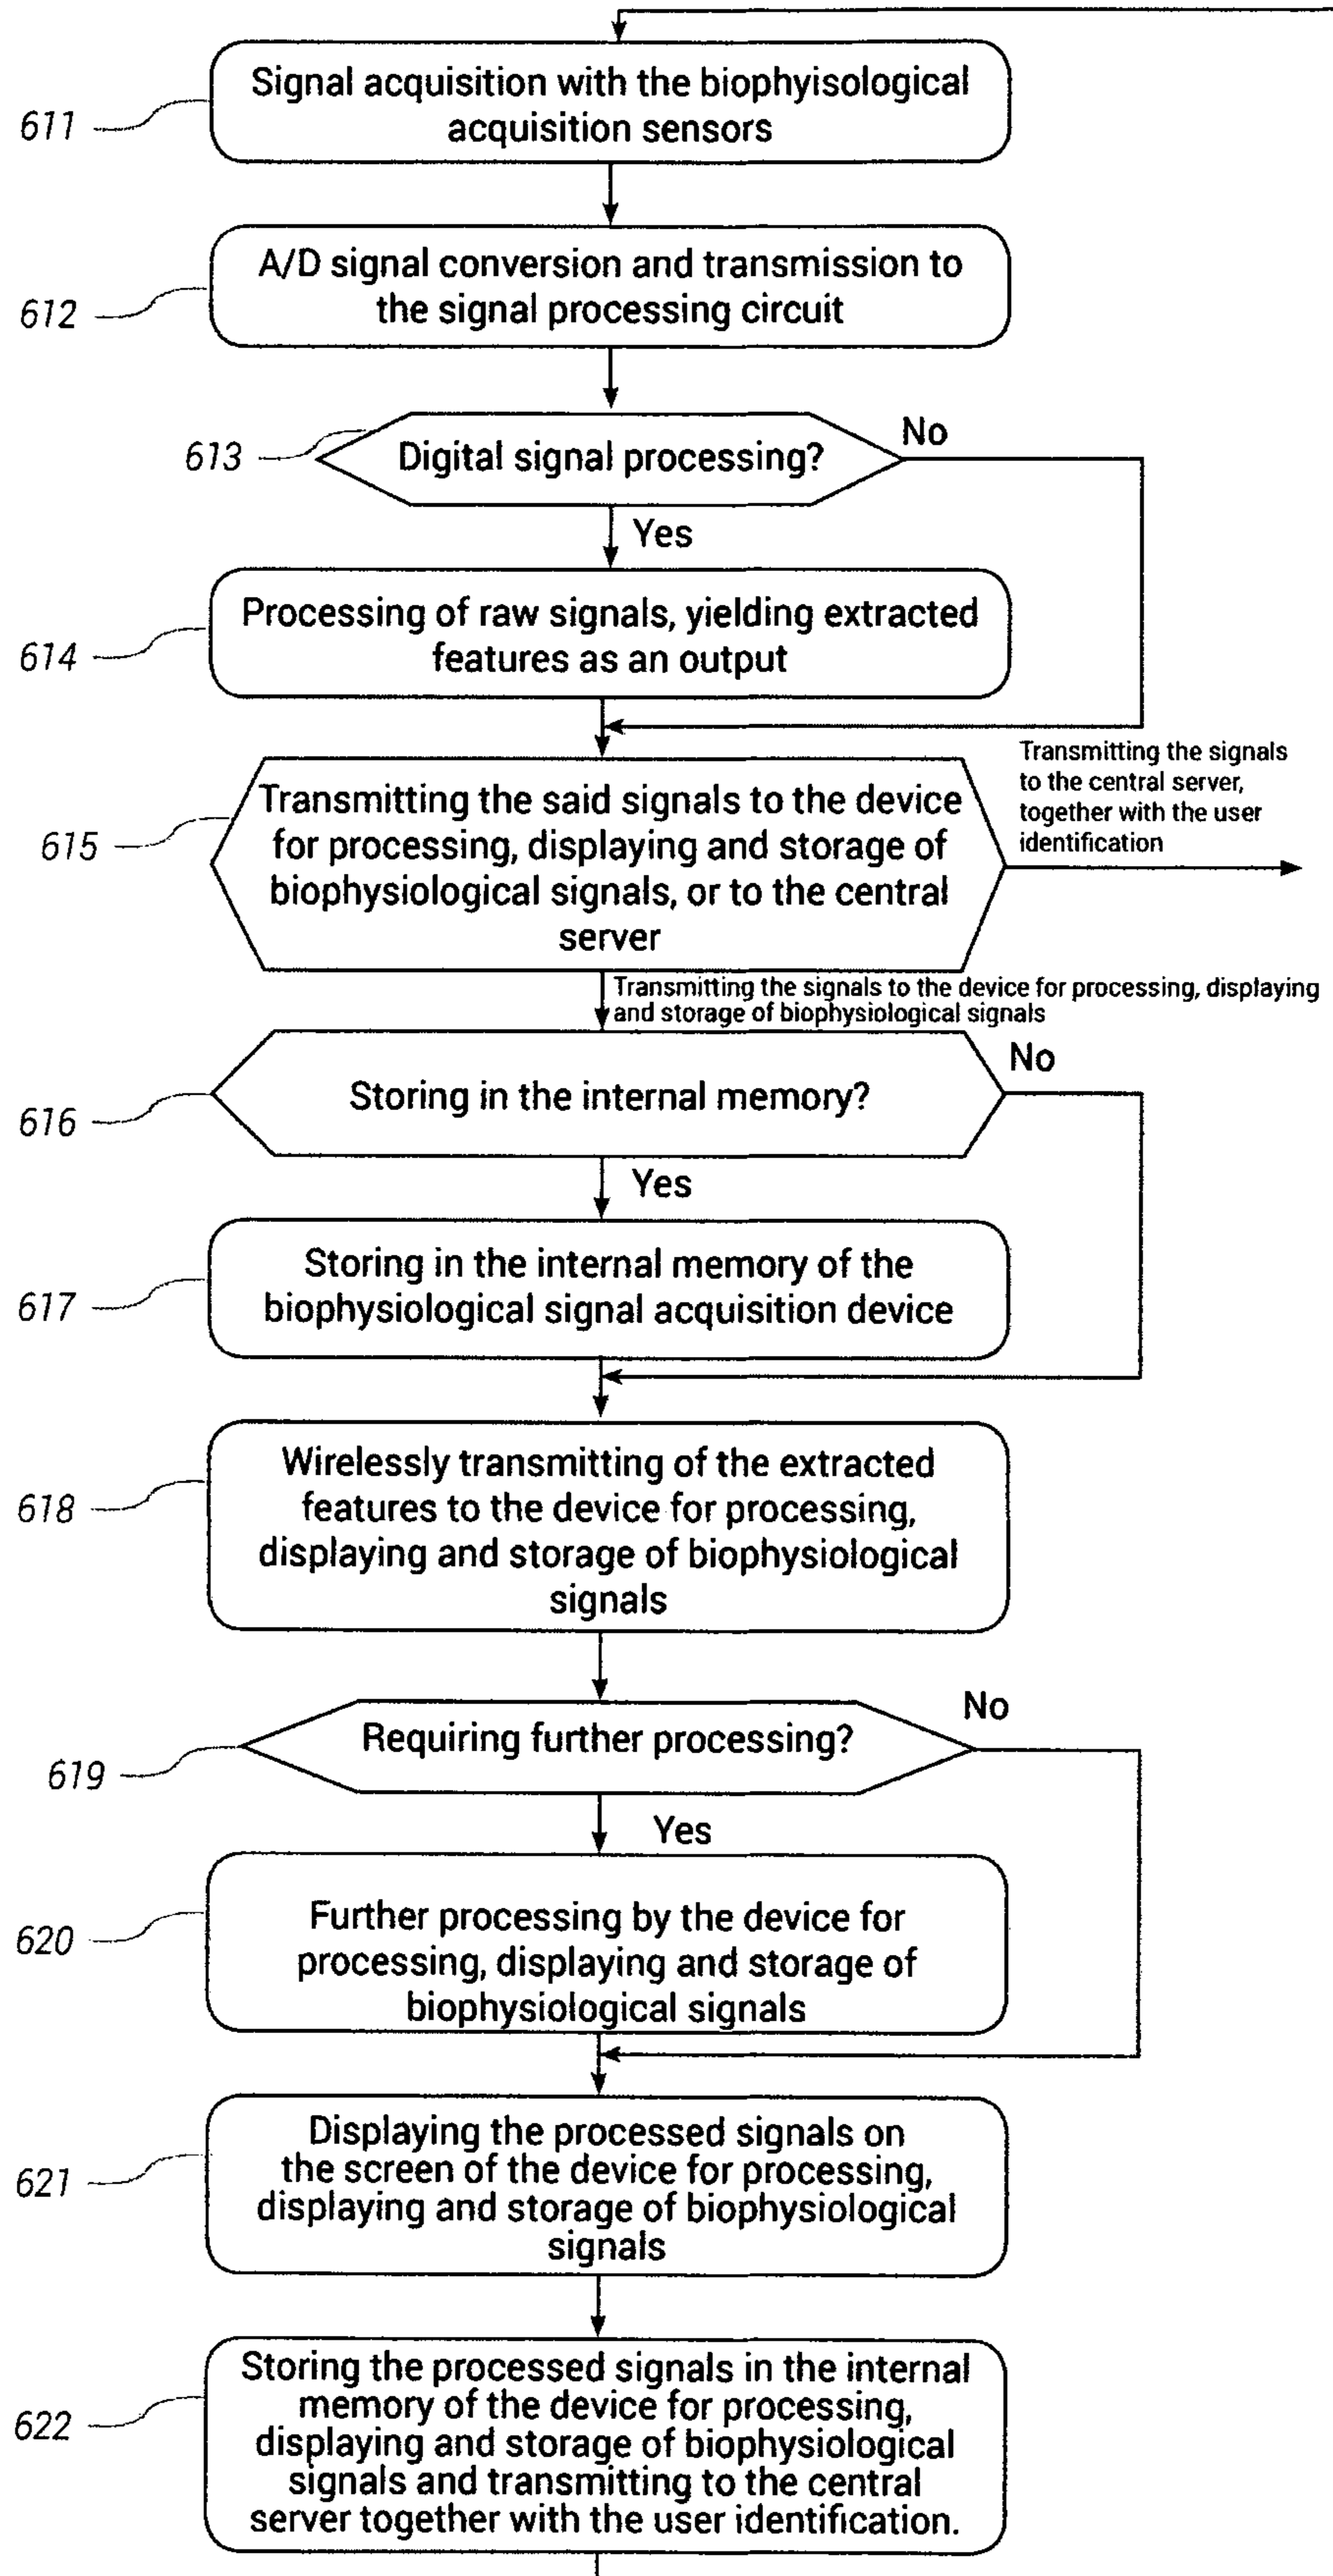 Signal acquisition with the biophyisological
acquisition sensors
611
A/D signal conversion and transmission to
the signal processing circuit
612
613
Digital signal processing?
No
Yes
Processing of raw signals, yielding extracted
features as an output
614
Transmitting the signals
to the central server,
together with the user
identification
Transmitting the said signals to the device
for processing, displaying and storage of
biophysiological signals, or to the central
server
615
Transmitting the signals to the device for processing, displaying
and storage of biophysiological signals
No
Storing in the internal memory?
616
Yes
Storing in the internal memory of the
biophysiological signal acquisition device
617
Wirelessly transmitting of the extracted
features to the device for processing,
displaying and storage of biophysiological
signals
618
No
Requiring further processing?
619
Yes
Further processing by the device for
processing, displaying and storage of
biophysiological signals
620
Displaying the processed signals on
the screen of the device for processing,
displaying and storage of biophysiological
signals
621
Storing the processed signals in the internal
memory of the device for processing,
displaying and storage of biophysiological
signals and transmitting to the central
server together with the user identification.
622